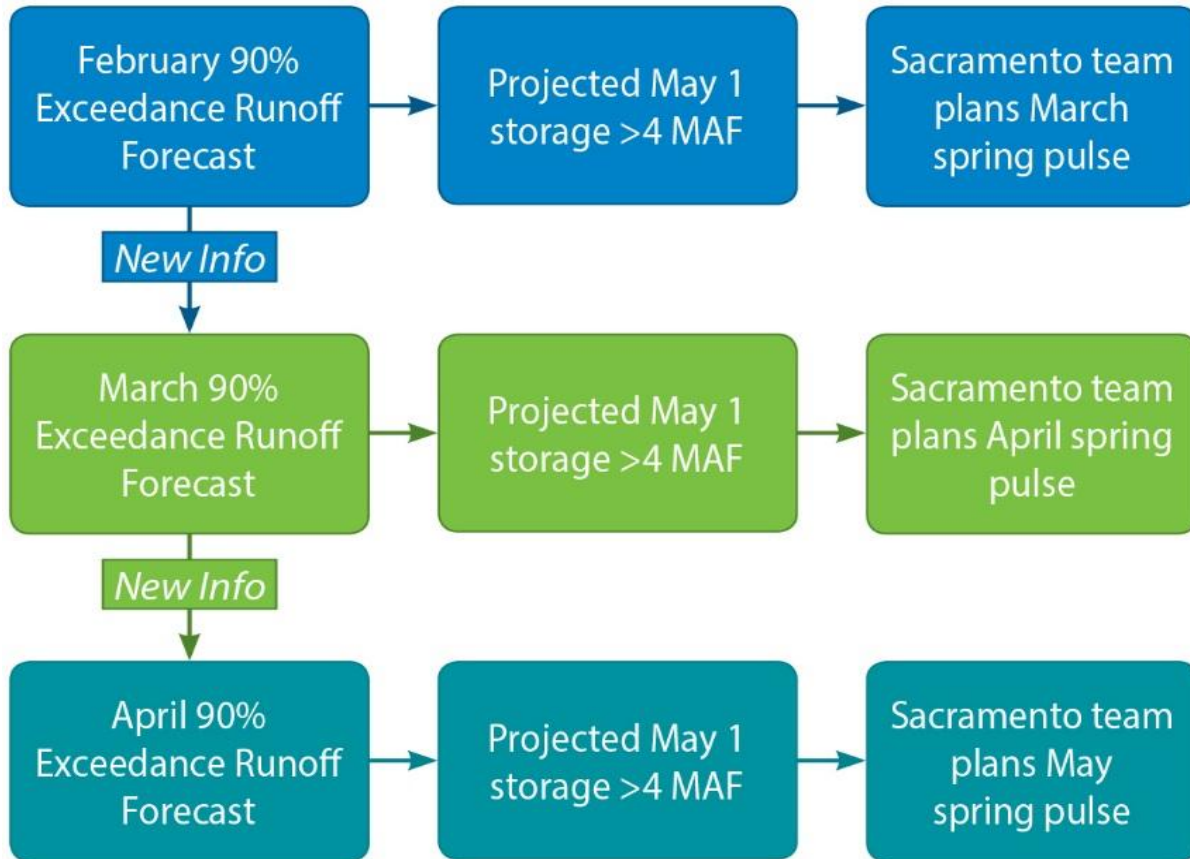 February 90%
Exceedance Runoff
Forecast
Projected May 1
storage >4 MAF
Sacramento team
plans March
spring pulse
New Info
March 90%
Exceedance Runoff
Forecast
Projected May 1
storage >4 MAF
Sacramento team
plans April spring
pulse
New Info
April 90%
Exceedance Runoff
Forecast
Projected May 1
storage >4 MAF
Sacramento team
plans May
spring pulse